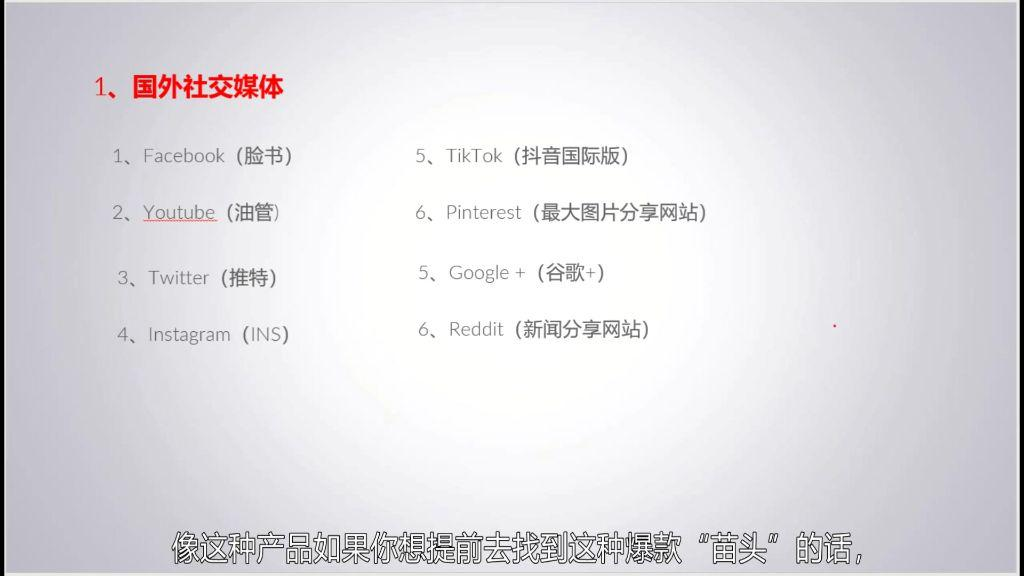 1、国外社交媒体
1、Facebook（脸书）
2、Youtube（油管）
3、Twitter（推特）
4、Instagram（INS）
5、TikTok（抖音国际版）
6、Pinterest（最大图片分享网站）
5、Google +（谷歌+）
6、Reddit（新闻分享网站）
像这种产品如果你想提前去找到这种爆款“苗头”的话，